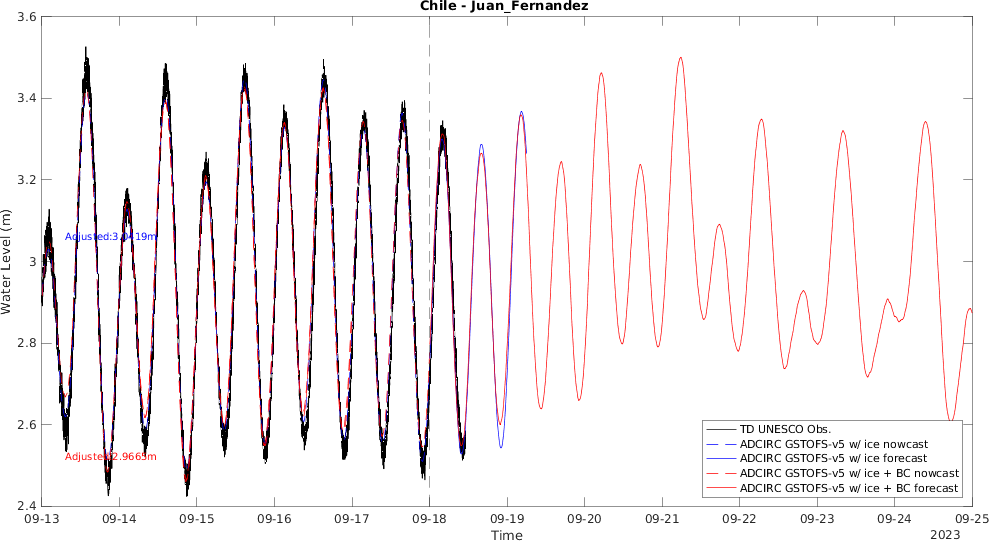 Chile - Juan_Fernandez
3.6
3.4
3.2
3
2.8
2.6
2.4
Water Level (m)
Adjusted:3.0419m
Adjusted:2.9665m
TD UNESCO Obs.
ADCIRC GSTOFS-v5 w/ ice nowcast
ADCIRC GSTOFS-v5 w/ ice forecast
ADCIRC GSTOFS-v5 w/ ice + BC nowcast
ADCIRC GSTOFS-v5 w/ ice + BC forecast
09-13 09-14 09-15 09-16 09-17 09-18 09-19 09-20 09-21 09-22 09-23 09-24 09-25
Time
2023